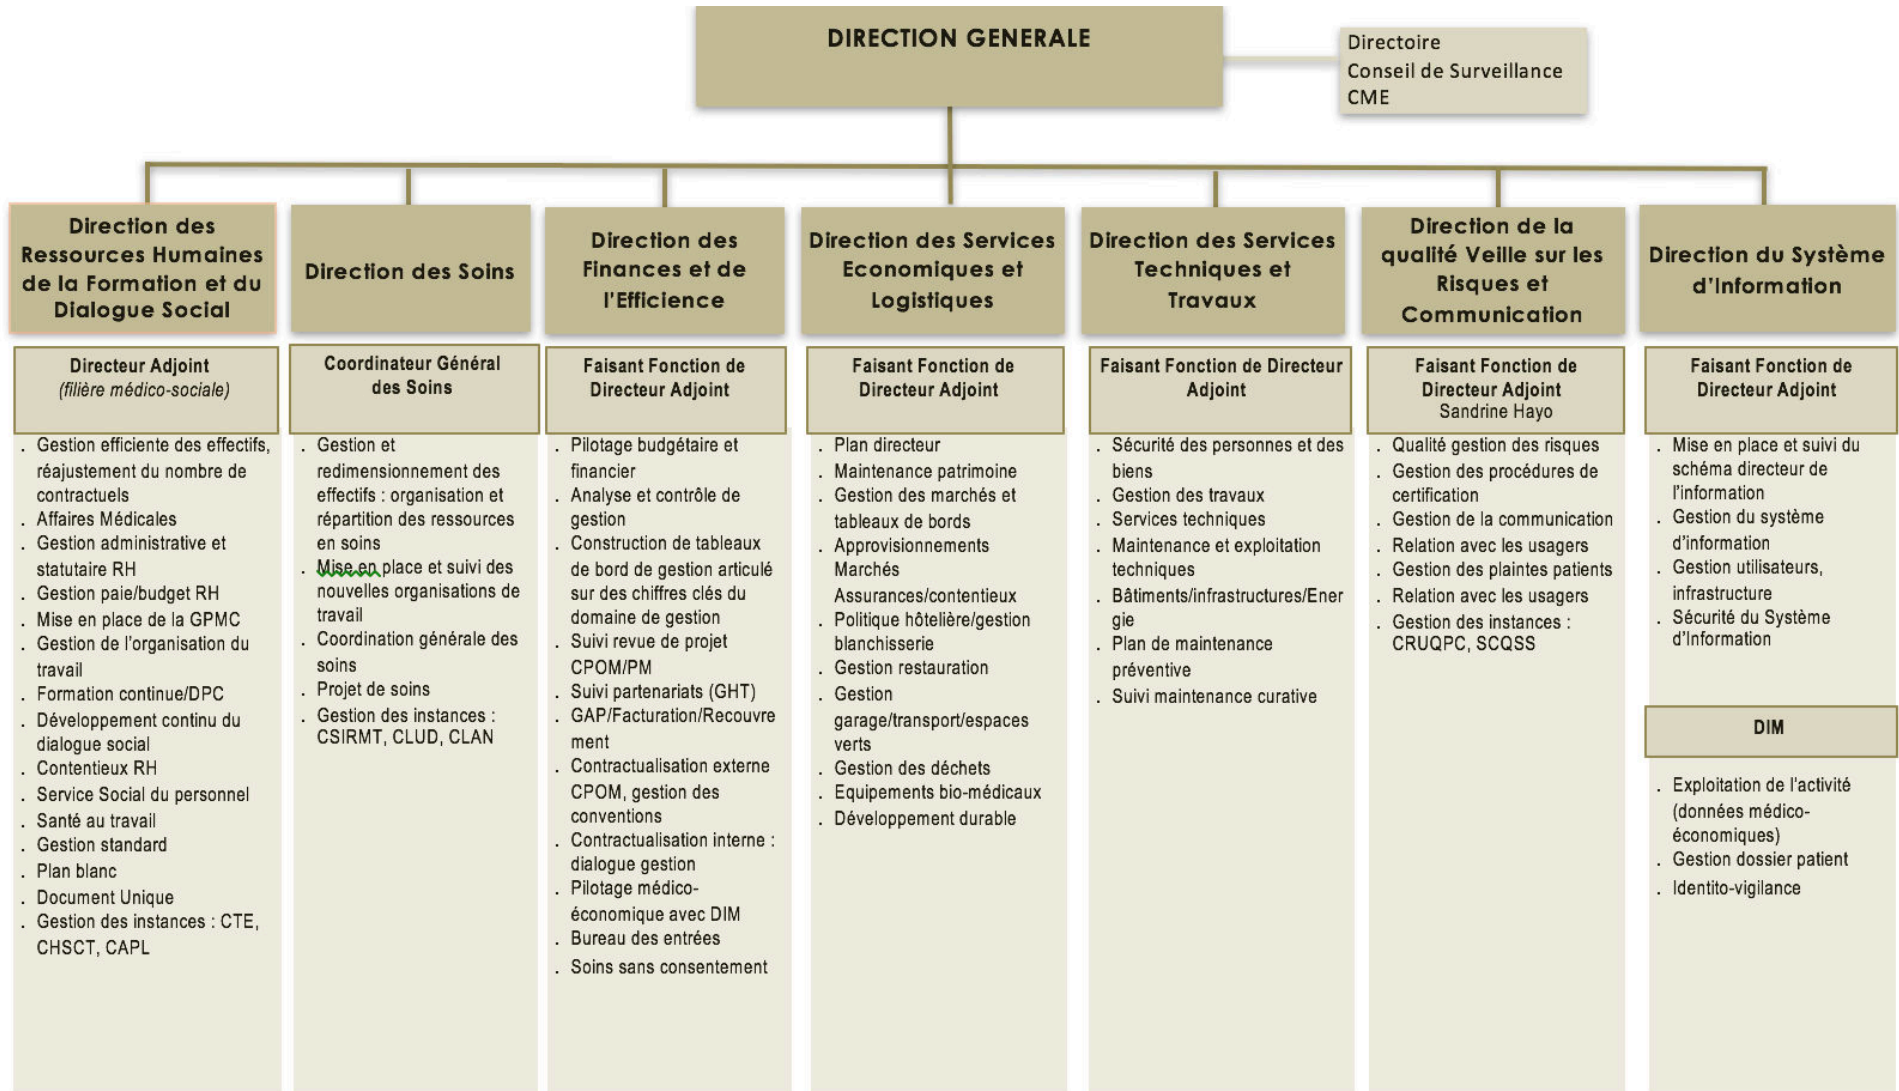 DIRECTION GENERALE
Directoire
Conseil de Surveillance
CME
Direction des
Ressources Humaines
de la Formation et du
Dialogue Social
Directeur Adjoint
(filière médico-sociale)
. Gestion efficiente des effectifs,
réajustement du nombre de
contractuels
. Affaires Médicales
. Gestion administrative et
statutaire RH
. Gestion paie/budget RH
. Mise en place de la GPMC
. Gestion de l'organisation du
travail
. Formation continue/DPC
. Développement continu du
dialogue social
. Contentieux RH
. Service Social du personnel
. Santé au travail
. Gestion standard
. Plan blanc
. Document Unique
. Gestion des instances : CTE,
CHSCT, CAPL
Direction des Soins
Coordinateur Général
des Soins
. Gestion et
redimensionnement des
effectifs : organisation et
répartition des ressources
en soins
. Mise en place et suivi des
nouvelles organisations de
travail
. Coordination générale des
soins
. Projet de soins
. Gestion des instances :
CSIRMT, CLUD, CLAN
Direction des
Finances et de
l'Efficience
Faisant Fonction de
Directeur Adjoint
. Pilotage budgétaire et
financier
. Analyse et contrôle de
gestion
. Construction de tableaux
de bord de gestion articulé
sur des chiffres clés du
domaine de gestion
. Suivi revue de projet
CPOM/PM
. Suivi partenariats (GHT)
. GAP/Facturation/Recouvre
ment
. Contractualisation externe
CPOM, gestion des
conventions
. Contractualisation interne :
dialogue gestion
. Pilotage médico-
économique avec DIM
. Bureau des entrées
. Soins sans consentement
Direction des Services
Economiques et
Logistiques
Faisant Fonction de
Directeur Adjoint
. Plan directeur
. Maintenance patrimoine
. Gestion des marchés et
tableaux de bords
. Approvisionnements
Marchés
Assurances/contentieux
. Politique hôtelière/gestion
blanchisserie
. Gestion restauration
. Gestion
garage/transport/espaces
verts
. Gestion des déchets
. Equipements bio-médicaux
. Développement durable
Direction des Services
Techniques et
Travaux
Faisant Fonction de Directeur
Adjoint
. Sécurité des personnes et des
biens
. Gestion des travaux
. Services techniques
. Maintenance et exploitation
techniques
. Bâtiments/infrastructures/Ener
gie
. Plan de maintenance
préventive
. Suivi maintenance curative
Direction de la
qualité Veille sur les
Risques et
Communication
Faisant Fonction de
Directeur Adjoint
Sandrine Hayo
. Qualité gestion des risques
. Gestion des procédures de
certification
. Gestion de la communication
. Relation avec les usagers
. Gestion des plaintes patients
. Relation avec les usagers
. Gestion des instances :
CRUQPC, SCQSS
Direction du Système
d'Information
Faisant Fonction de
Directeur Adjoint
. Mise en place et suivi du
schéma directeur de
l'information
. Gestion du système
d'information
. Gestion utilisateurs,
infrastructure
. Sécurité du Système
d'Information
DIM
. Exploitation de l'activité
(données médico-
économiques)
. Gestion dossier patient
. Identito-vigilance